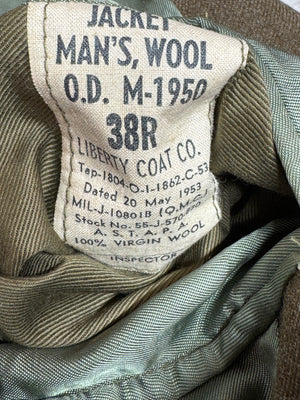 JACKET
MAN'S, WOOL
O.D. M-1950
38R
LIBERTY COAT CO.
Tap-1804-O-I-1862-C-53
Dated 20 May 1953
MIL-J-10801B (Q.M.C.
Stock No. 55-J-570
A. S. T. A. P. A.
100% VIRGIN WOOL
INSPECTOR